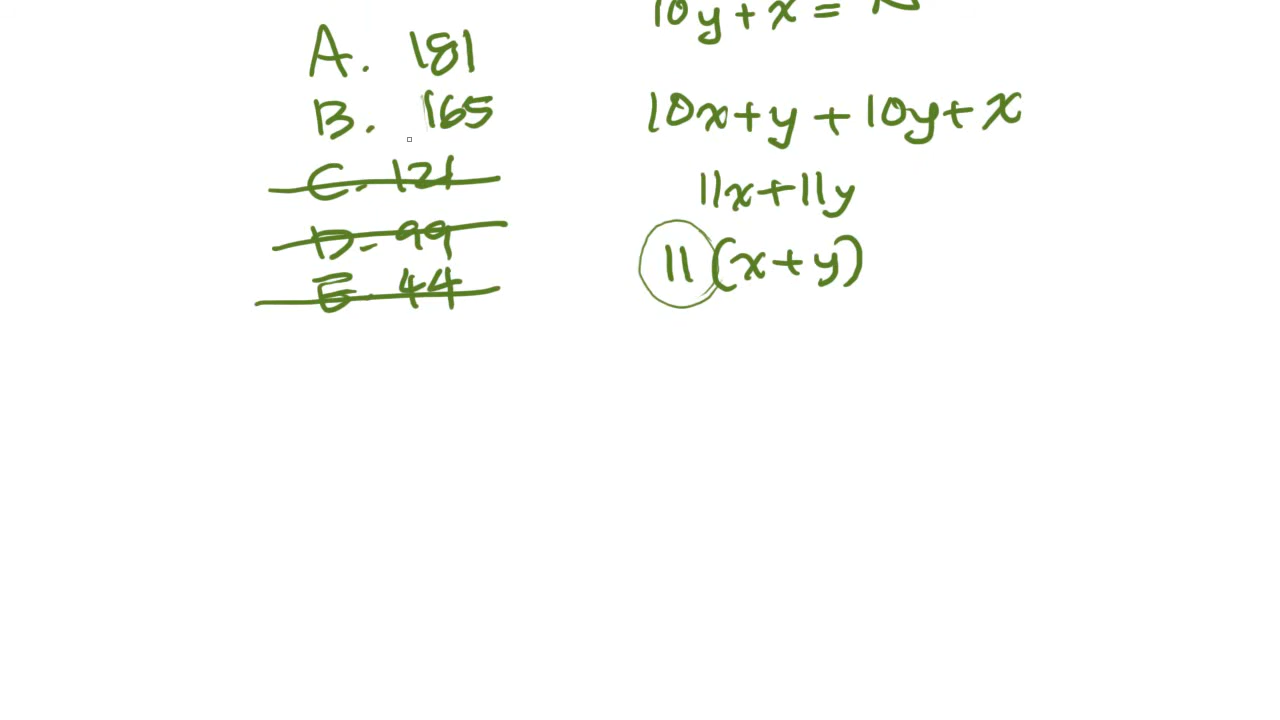 10y + x =
A. 181
B. 165
C. 121
D. 99
E. 44
10x + y + 10y + x
11x + 11y
11 (x + y)